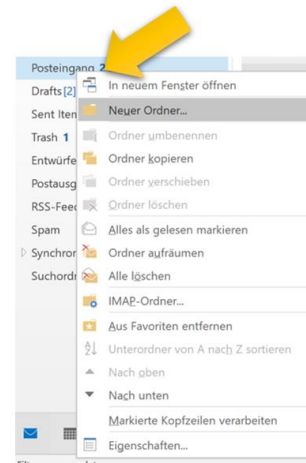 Posteingang 2
In neuem Fenster öffnen
Drafts [2]
Neuer Ordner...
Sent Iten
Ordner umbenennen
Trash 1
Ordner kopieren
Entwürfe
Ordner verschieben
Postausg
Ordner löschen
RSS-Feed
Alles als gelesen markieren
Spam
Ordner aufräumen
Synchror
Alle löschen
Suchordn
IMAP-Ordner...
Aus Favoriten entfernen
Unterordner von A nach Z sortieren
Nach oben
Nach unten
Markierte Kopfzeilen verarbeiten
Eigenschaften...